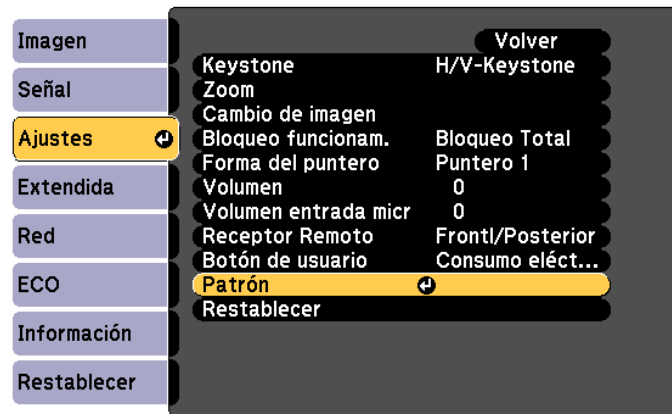 Imagen
Señal
Ajustes
Extendida
Red
ECO
Información
Restablecer
Volver
Keystone H/V-Keystone
Zoom
Cambio de imagen
Bloqueo funcionam. Bloqueo Total
Forma del puntero Puntero 1
Volumen 0
Volumen entrada micr 0
Receptor Remoto Frontl/Posterior
Botón de usuario Consumo eléct...
Patrón
Restablecer